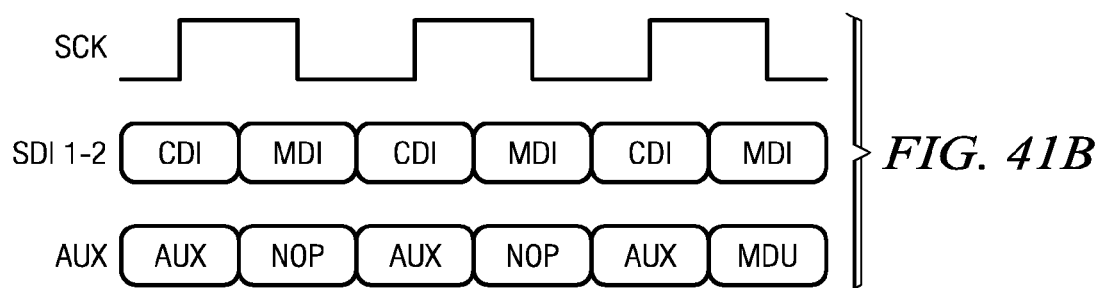 SCK
SDI 1-2 CDI MDI CDI MDI CDI MDI
AUX AUX NOP AUX NOP AUX MDU
FIG. 41B